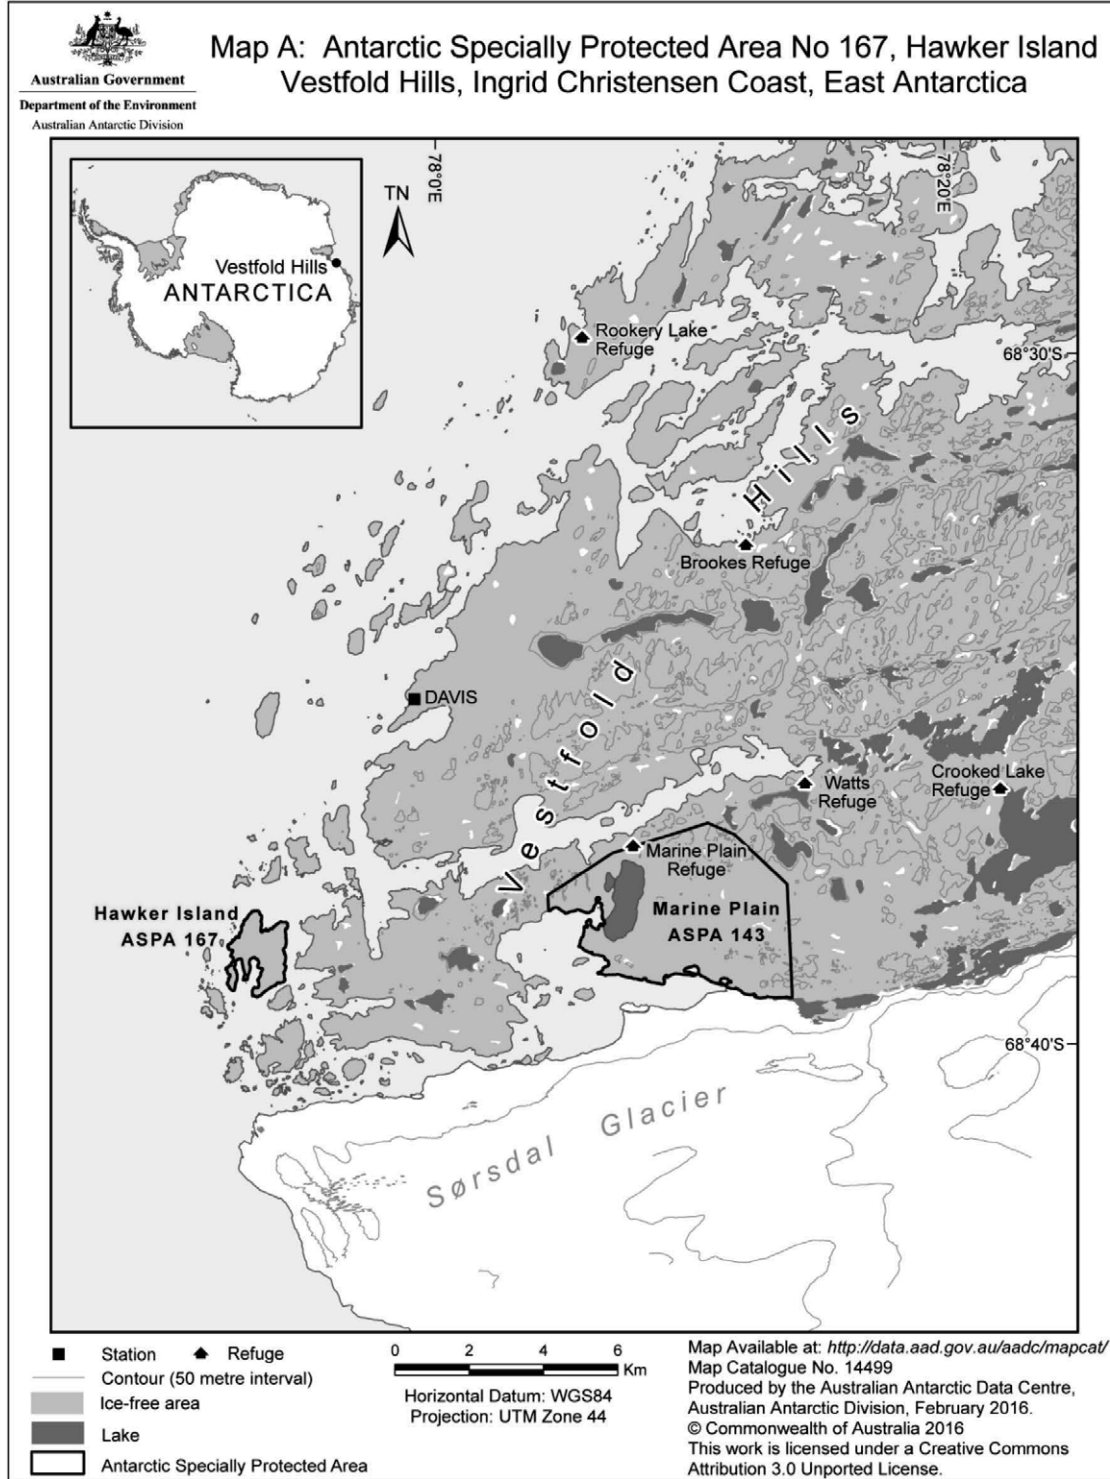 Australian Government
Department of the Environment
Australian Antarctic Division
Map A: Antarctic Specially Protected Area No 167, Hawker Island
Vestfold Hills, Ingrid Christensen Coast, East Antarctica
78°0'E
78°20'E
TN
Vestfold Hills
ANTARCTICA
Rookery Lake
Refuge
68°30'S
Vestfold Hills
Brookes Refuge
DAVIS
Watts
Refuge
Crooked Lake
Refuge
Marine Plain
Refuge
Marine Plain
ASPA 143
Hawker Island
ASPA 167
68°40'S
Sørsdal Glacier
Station
Refuge
Contour (50 metre interval)
Ice-free area
Lake
Antarctic Specially Protected Area
0 2 4 6
Km
Horizontal Datum: WGS84
Projection: UTM Zone 44
Map Available at: http://data.aad.gov.au/aadc/mapcat/
Map Catalogue No. 14499
Produced by the Australian Antarctic Data Centre,
Australian Antarctic Division, February 2016.
© Commonwealth of Australia 2016
This work is licensed under a Creative Commons
Attribution 3.0 Unported License.